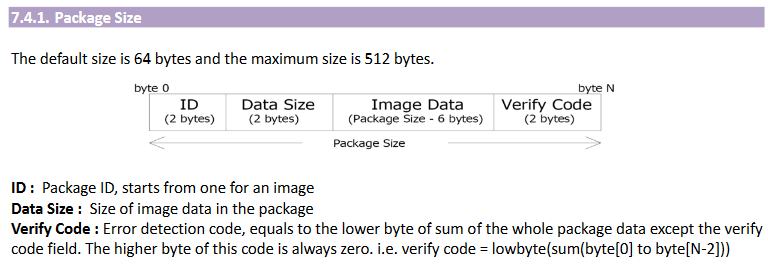 7.4.1. Package Size
The default size is 64 bytes and the maximum size is 512 bytes.
byte 0 byte N
ID Data Size Image Data Verify Code
(2 bytes) (2 bytes) (Package Size - 6 bytes) (2 bytes)
Package Size
ID : Package ID, starts from one for an image
Data Size : Size of image data in the package
Verify Code : Error detection code, equals to the lower byte of sum of the whole package data except the verify
code field. The higher byte of this code is always zero. i.e. verify code = lowbyte(sum(byte[0] to byte[N-2]))